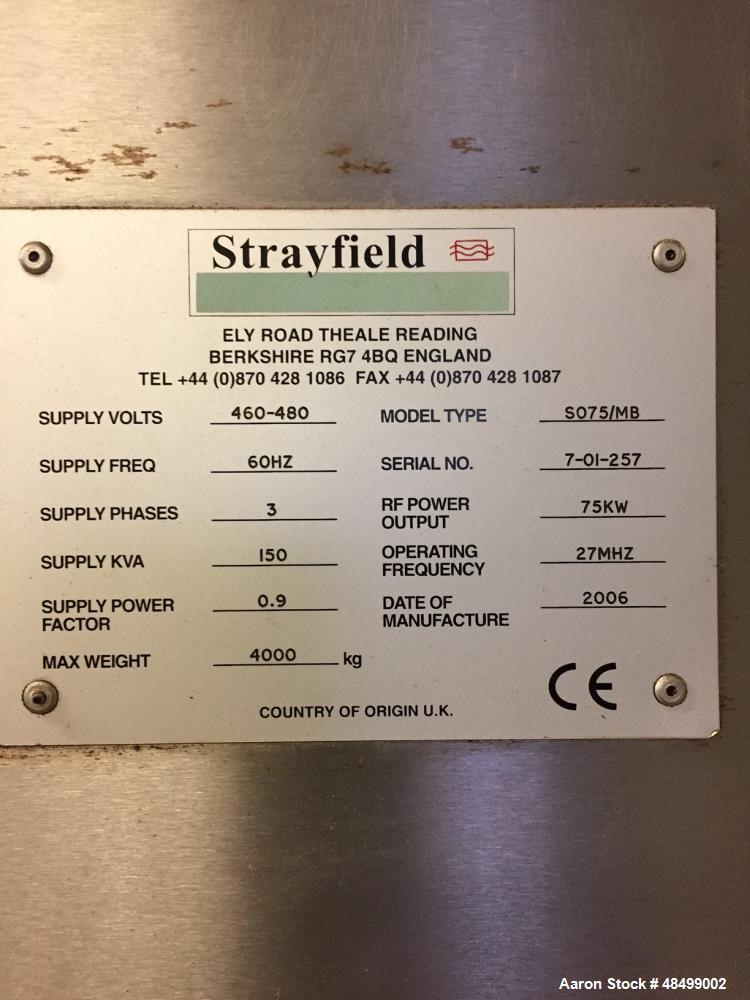 Strayfield
ELY ROAD THEALE READING
BERKSHIRE RG7 4BQ ENGLAND
TEL +44 (0)870 428 1086 FAX +44 (0)870 428 1087
SUPPLY VOLTS 460-480 MODEL TYPE SO75/MB
SUPPLY FREQ 60HZ SERIAL NO. 7-01-257
SUPPLY PHASES 3 RF POWER
OUTPUT 75KW
SUPPLY KVA 150 OPERATING
FREQUENCY 27MHZ
SUPPLY POWER
FACTOR 0.9 DATE OF
MANUFACTURE 2006
MAX WEIGHT 4000 kg
CE
COUNTRY OF ORIGIN U.K.
Aaron Stock # 48499002